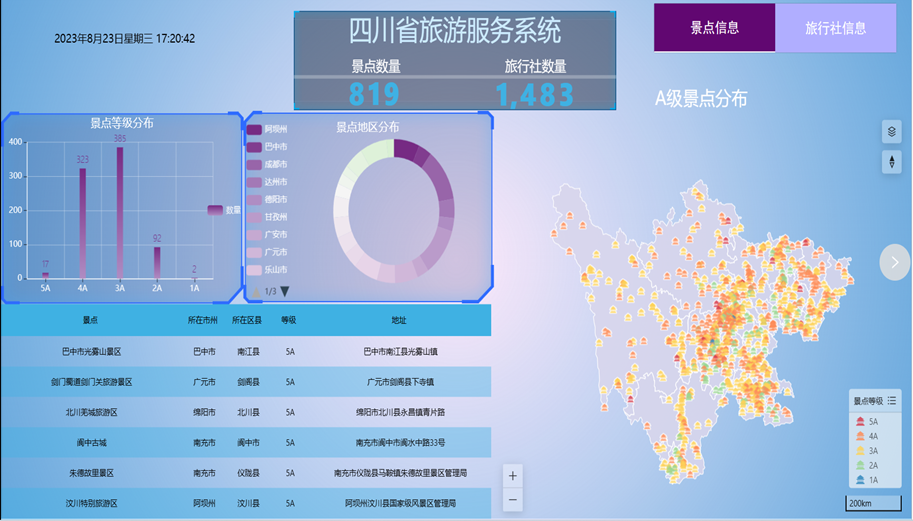 2023年8月23日星期三 17:20:42
四川省旅游服务系统
景点数量 旅行社数量
819 1,483
景点信息 旅行社信息
A级景点分布
景点等级分布
400
300
200
100
0
17 323 385 92 2
5A 4A 3A 2A 1A
数量
景点地区分布
阿坝州
巴中市
成都市
达州市
德阳市
甘孜州
广安市
广元市
乐山市
1/3
景点 所在市州 所在区县 等级 地址
巴中市光雾山景区 巴中市 南江县 5A 巴中市南江县光雾山镇
剑门蜀道剑门关旅游景区 广元市 剑阁县 5A 广元市剑阁县下寺镇
北川羌城旅游区 绵阳市 北川县 5A 绵阳市北川县永昌镇青片路
阆中古城 南充市 阆中市 5A 南充市阆中市阆水中路33号
朱德故里景区 南充市 仪陇县 5A 南充市仪陇县马鞍镇朱德故里景区管理局
汶川特别旅游区 阿坝州 汶川县 5A 阿坝州汶川县国家级风景区管理局
+
−
景点等级
5A
4A
3A
2A
1A
200km